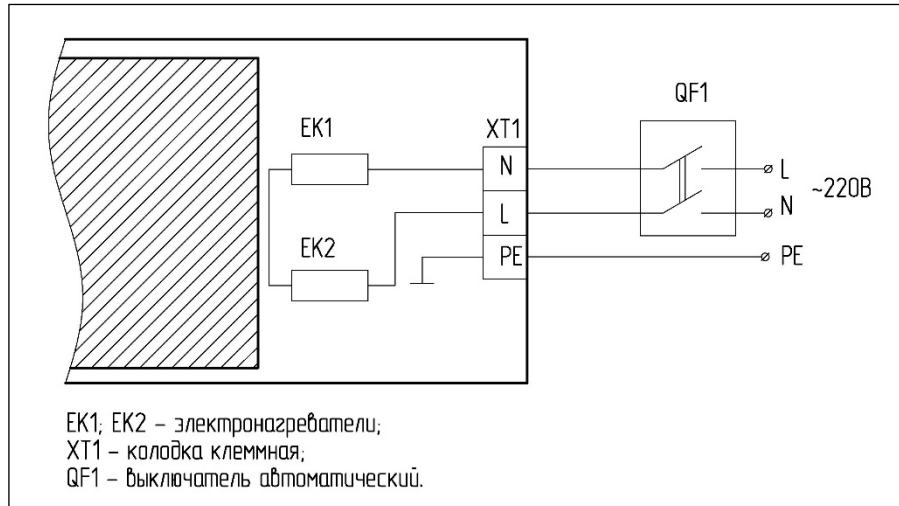 QF1
EK1
XT1
N
L
L
N
~220В
EK2
PE
PE
EK1; EK2 – электронагреватели;
XT1 – колодка клеммная;
QF1 – выключатель автоматический.